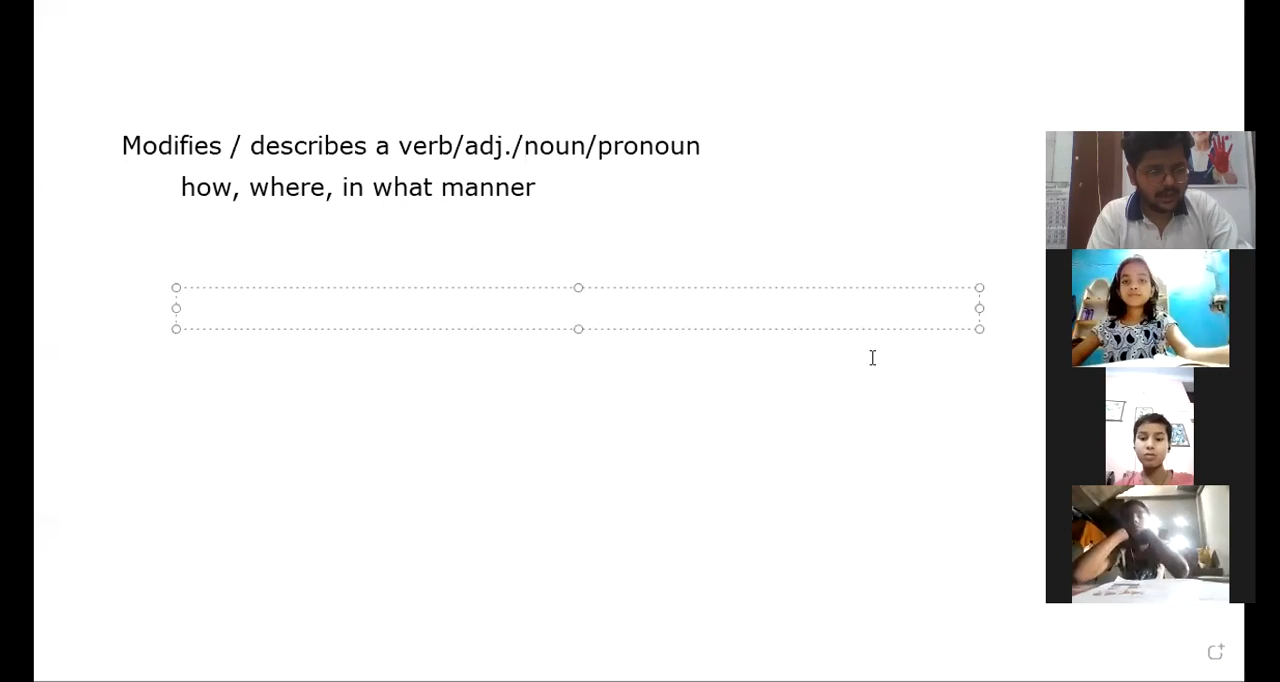 Modifies / describes a verb/adj./noun/pronoun
how, where, in what manner